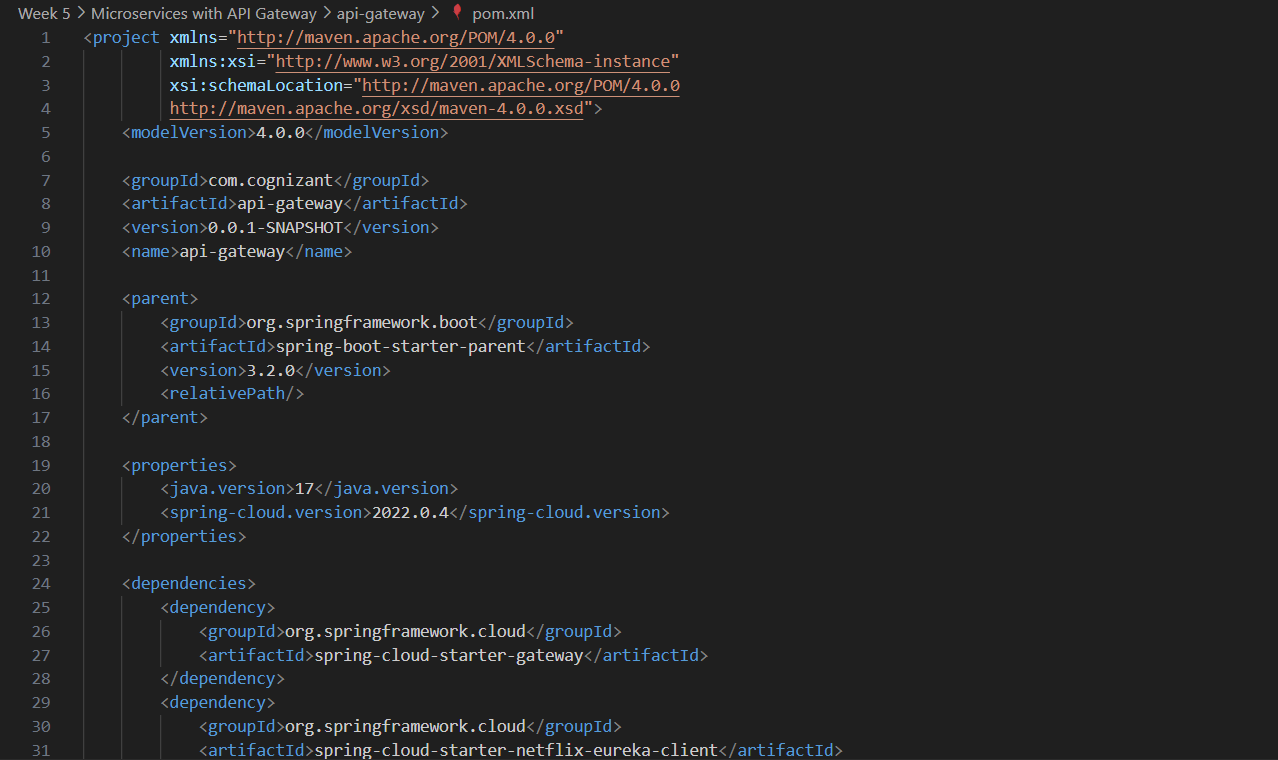 Week 5 > Microservices with API Gateway > api-gateway > pom.xml
1 <project xmlns="http://maven.apache.org/POM/4.0.0"
2 xmlns:xsi="http://www.w3.org/2001/XMLSchema-instance"
3 xsi:schemaLocation="http://maven.apache.org/POM/4.0.0
4 http://maven.apache.org/xsd/maven-4.0.0.xsd">
5 <modelVersion>4.0.0</modelVersion>
6
7 <groupId>com.cognizant</groupId>
8 <artifactId>api-gateway</artifactId>
9 <version>0.0.1-SNAPSHOT</version>
10 <name>api-gateway</name>
11
12 <parent>
13 <groupId>org.springframework.boot</groupId>
14 <artifactId>spring-boot-starter-parent</artifactId>
15 <version>3.2.0</version>
16 <relativePath/>
17 </parent>
18
19 <properties>
20 <java.version>17</java.version>
21 <spring-cloud.version>2022.0.4</spring-cloud.version>
22 </properties>
23
24 <dependencies>
25 <dependency>
26 <groupId>org.springframework.cloud</groupId>
27 <artifactId>spring-cloud-starter-gateway</artifactId>
28 </dependency>
29 <dependency>
30 <groupId>org.springframework.cloud</groupId>
31 <artifactId>spring-cloud-starter-netflix-eureka-client</artifactId>